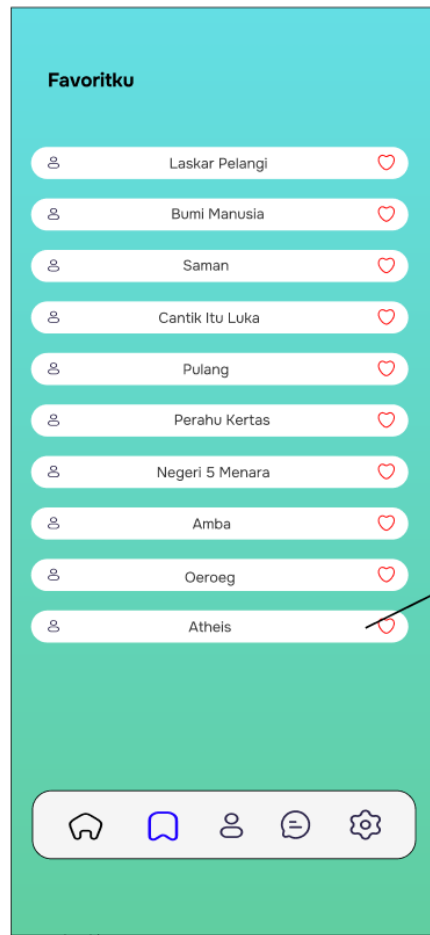 Favoritku
Laskar Pelangi
Bumi Manusia
Saman
Cantik Itu Luka
Pulang
Perahu Kertas
Negeri 5 Menara
Amba
Oeroeg
Atheis